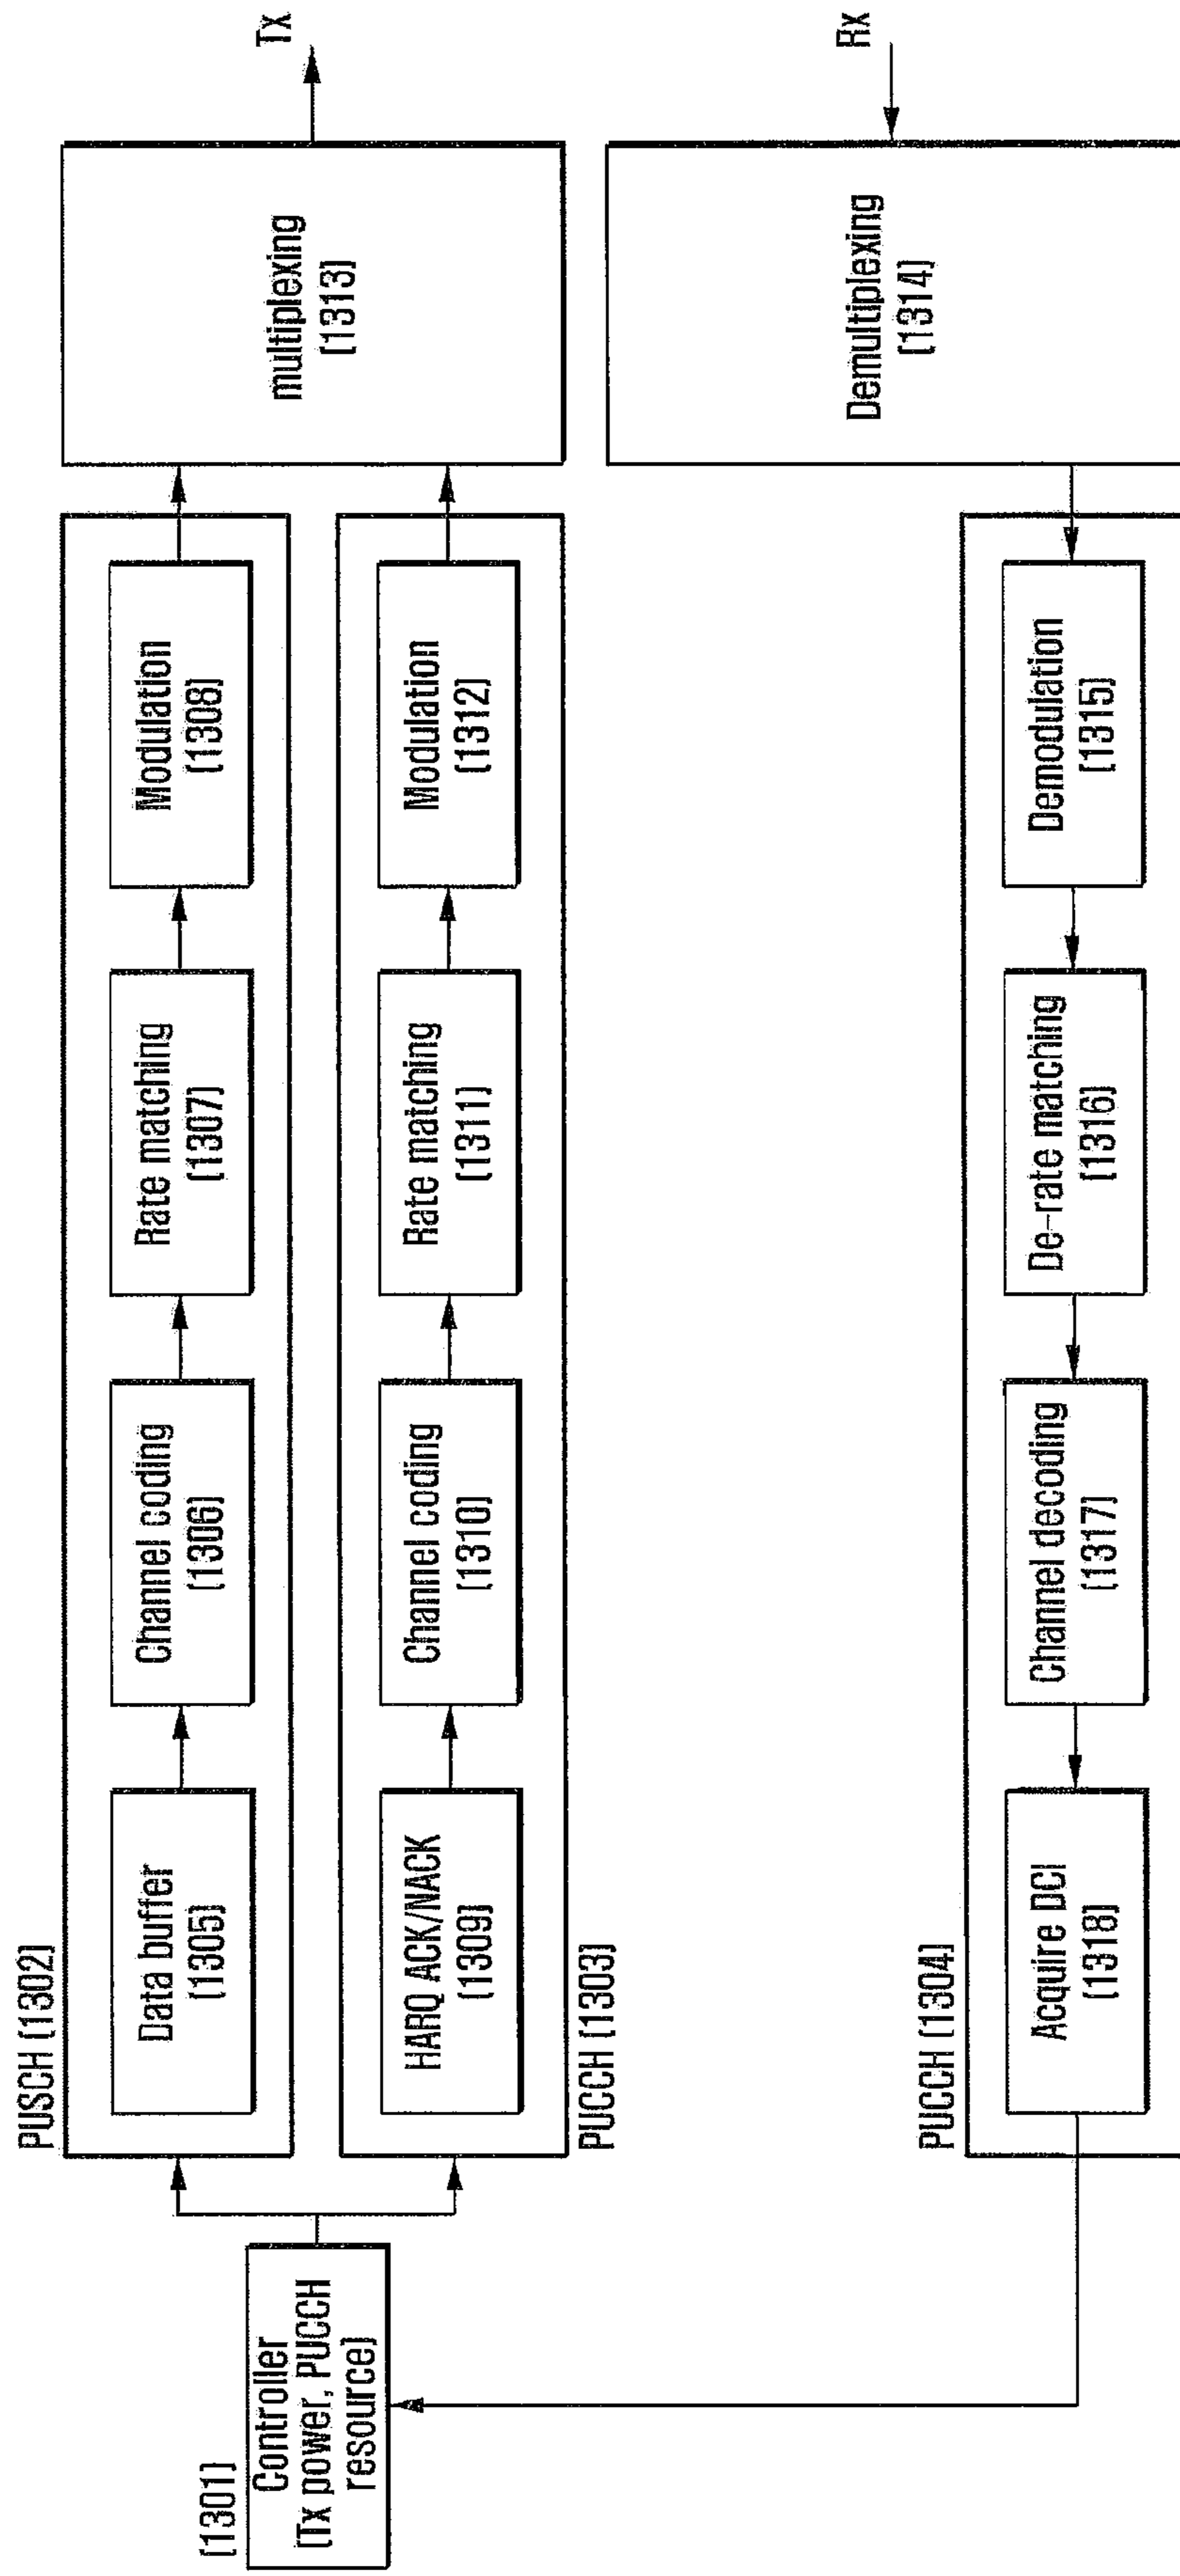 [1301]
Controller
(Tx power, PUCCH
resource)
PUSCH [1302]
Data buffer
[1305]
Channel coding
[1306]
Rate matching
[1307]
Modulation
[1308]
HARQ ACK/NACK
[1309]
Channel coding
[1310]
Rate matching
[1311]
Modulation
[1312]
PUCCH [1303]
multiplexing
[1313]
Tx
PUCCH [1304]
Acquire DCI
[1318]
Channel decoding
[1317]
De-rate matching
[1316]
Demodulation
[1315]
Demultiplexing
[1314]
Rx